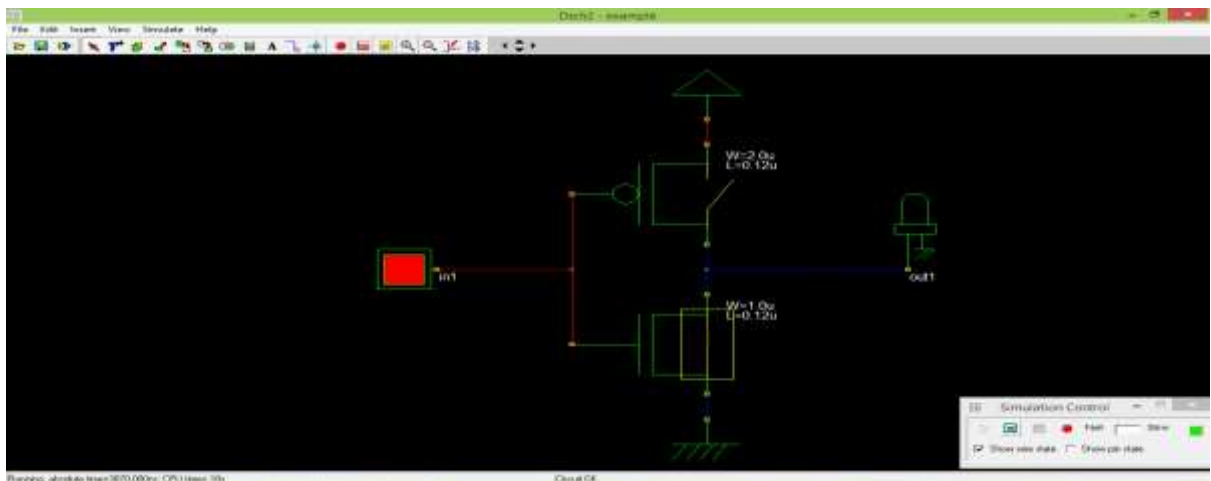 Dsch2 - example
File Edit Insert View Simulate Help
A
W=2.0u
L=0.12u
in1
out1
W=1.0u
L=0.12u
Simulation Control
Fast Slow
Show wire state Show pin state
Circuit OK